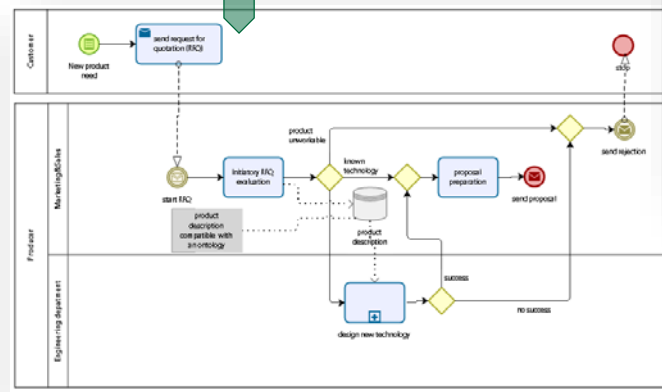 Customer
New product
need
send request for
quotation (RFQ)
stop
Producer
Marketing&Sales
product
unworkable
send rejection
start RFQ
Initiatory RFQ
evaluation
known
technology
proposal
preparation
send proposal
product
description
compatible with
an ontology
product
description
Engineering department
success
no success
design new technology